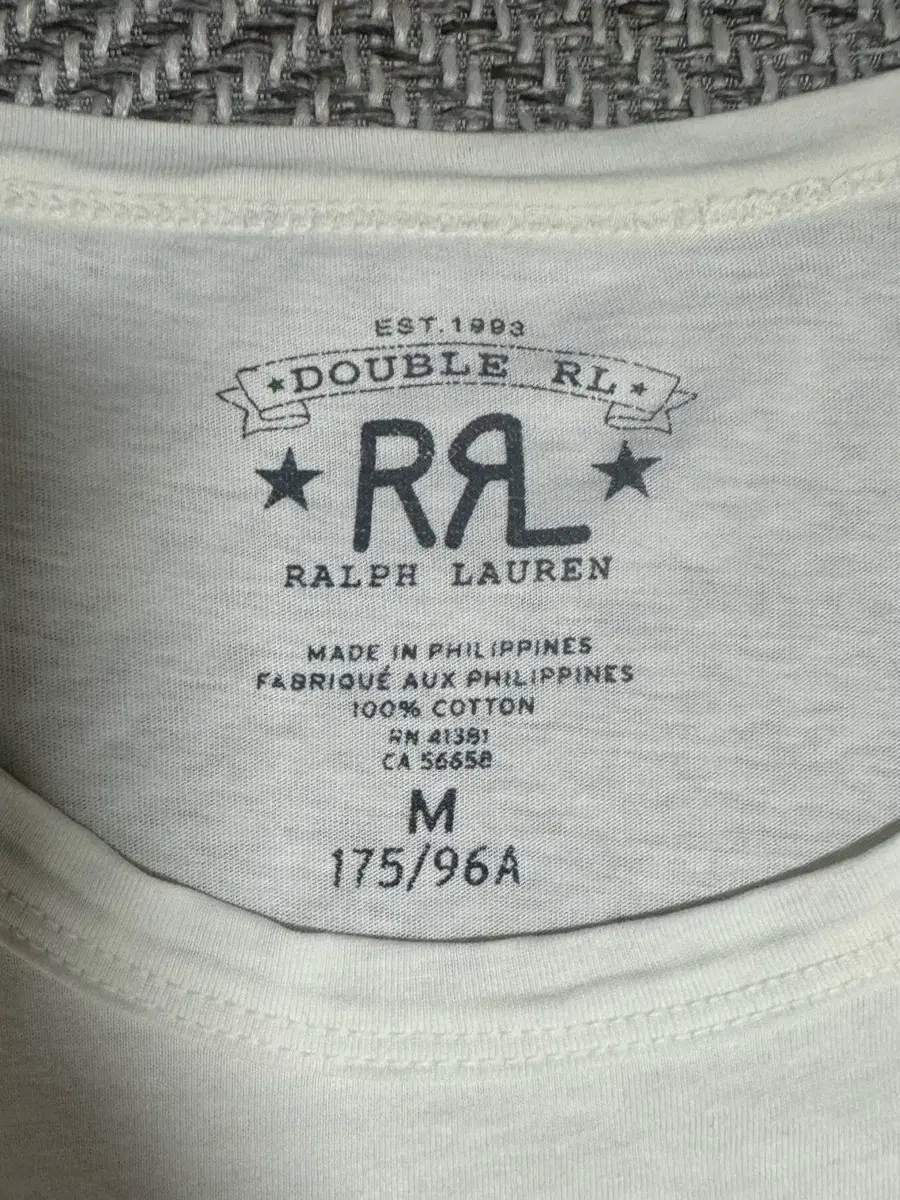 EST.1993
★DOUBLE RL★
★ RRL ★
RALPH LAUREN
MADE IN PHILIPPINES
FABRIQUÉ AUX PHILIPPINES
100% COTTON
RN 41381
CA 56658
M
175/96A